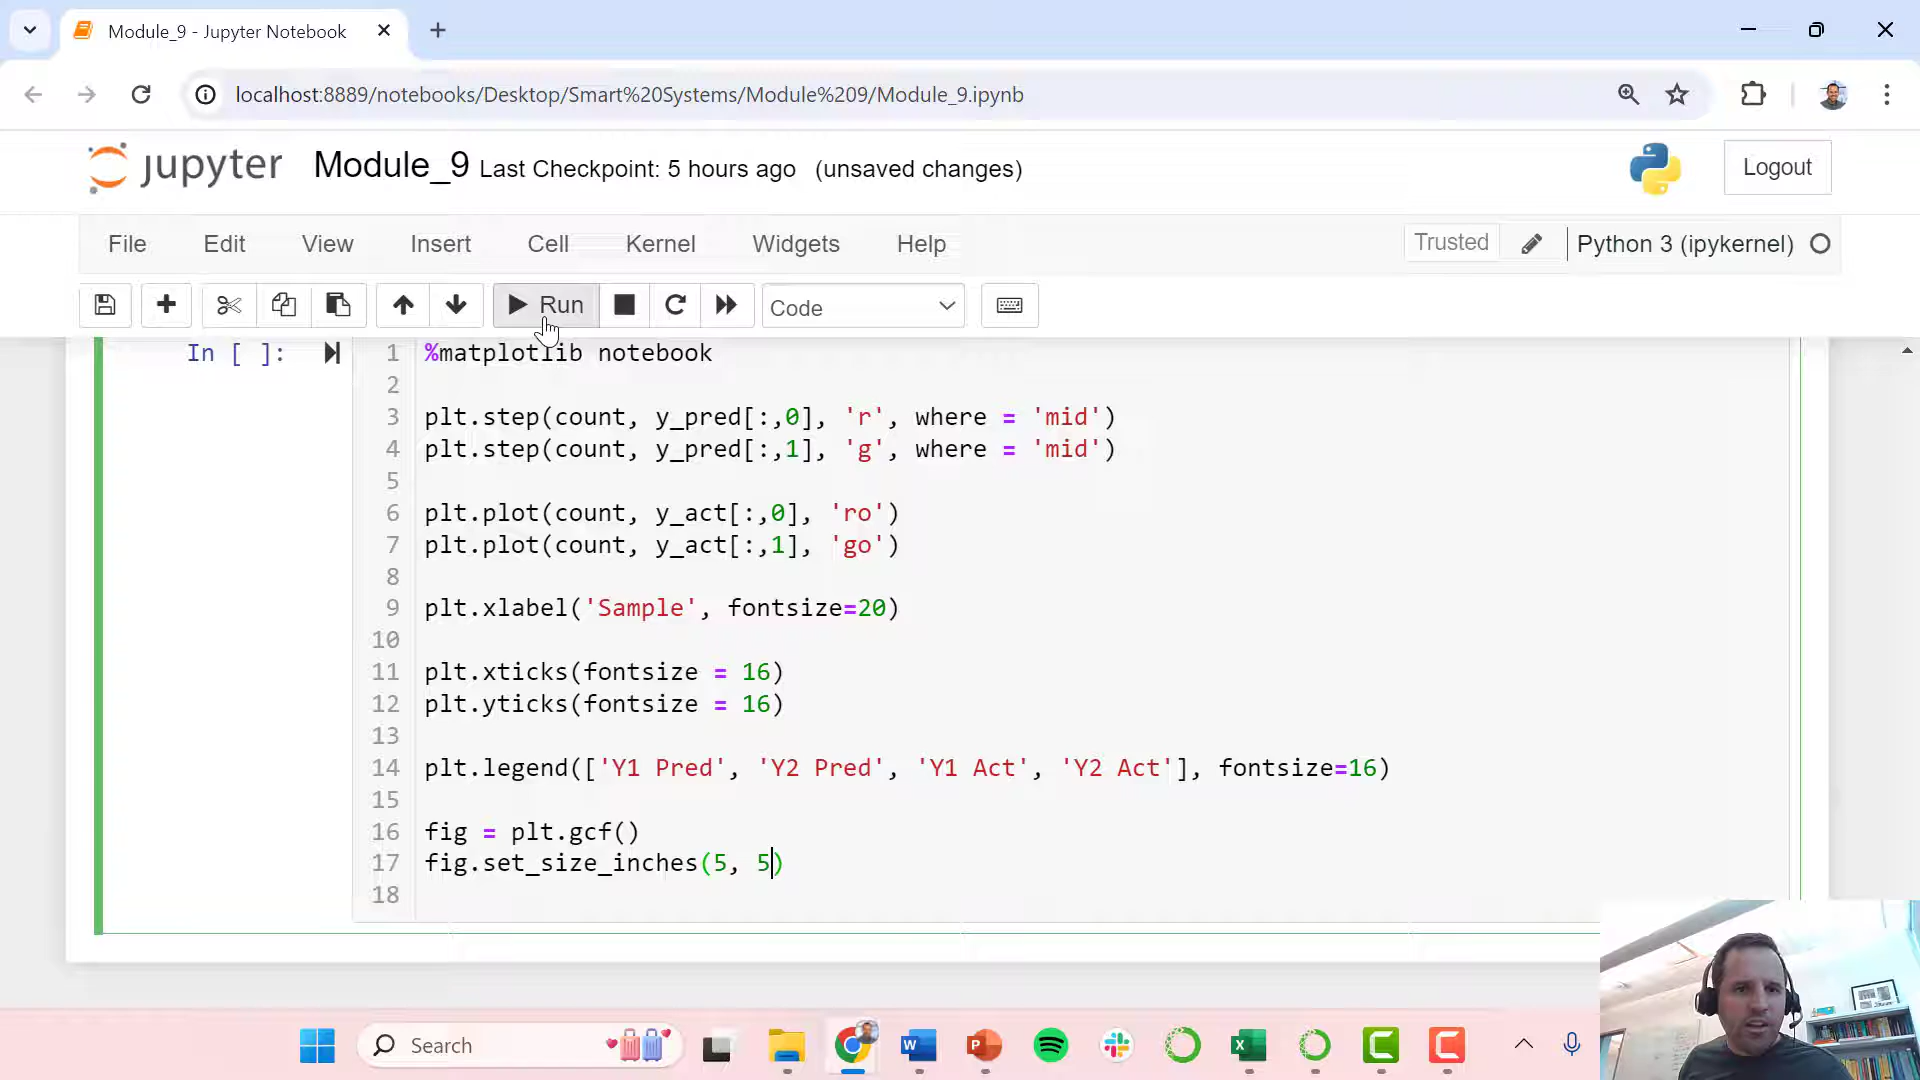 Module_9 - Jupyter Notebook
localhost:8889/notebooks/Desktop/Smart%20Systems/Module%209/Module_9.ipynb
jupyter Module_9 Last Checkpoint: 5 hours ago (unsaved changes) Logout
File Edit View Insert Cell Kernel Widgets Help Trusted Python 3 (ipykernel)
Run Code
In [ ]: 1 %matplotlib notebook
2
3 plt.step(count, y_pred[:,0], 'r', where = 'mid')
4 plt.step(count, y_pred[:,1], 'g', where = 'mid')
5
6 plt.plot(count, y_act[:,0], 'ro')
7 plt.plot(count, y_act[:,1], 'go')
8
9 plt.xlabel('Sample', fontsize=20)
10
11 plt.xticks(fontsize = 16)
12 plt.yticks(fontsize = 16)
13
14 plt.legend(['Y1 Pred', 'Y2 Pred', 'Y1 Act', 'Y2 Act'], fontsize=16)
15
16 fig = plt.gcf()
17 fig.set_size_inches(5, 5)
18
Search W P X C C